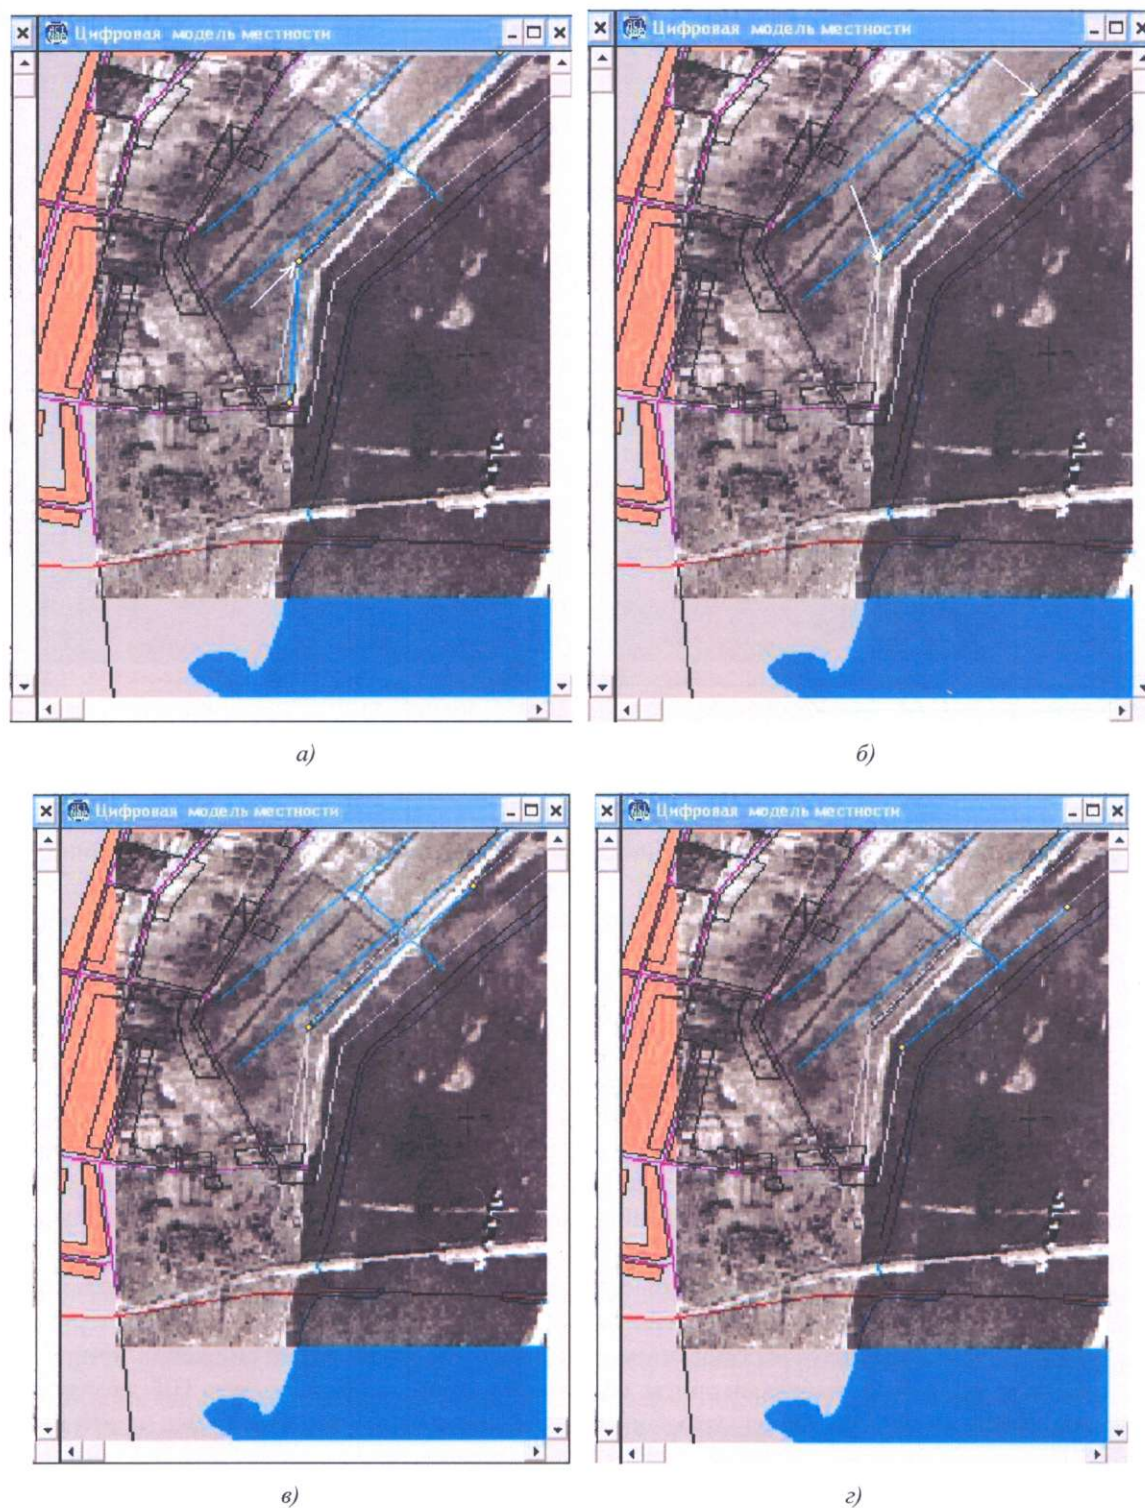 Цифровая модель местности
Цифровая модель местности
а)
б)
Цифровая модель местности
Цифровая модель местности
в)
г)